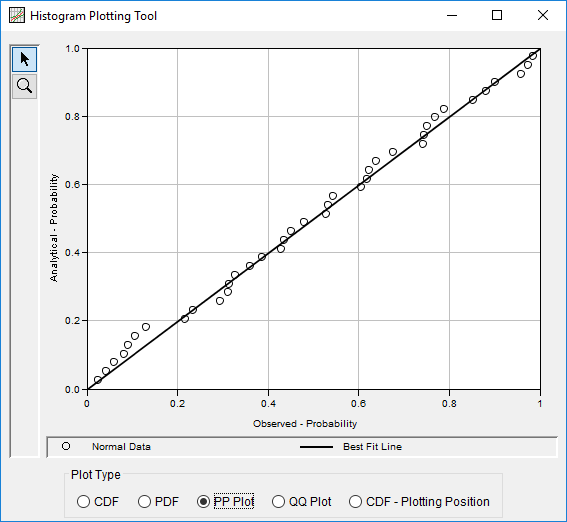 Histogram Plotting Tool
1.0
0.8
0.6
0.4
0.2
0.0
Analytical - Probability
0
0.2
0.4
0.6
0.8
1
Observed - Probability
Normal Data
Best Fit Line
Plot Type
CDF
PDF
PP Plot
QQ Plot
CDF - Plotting Position